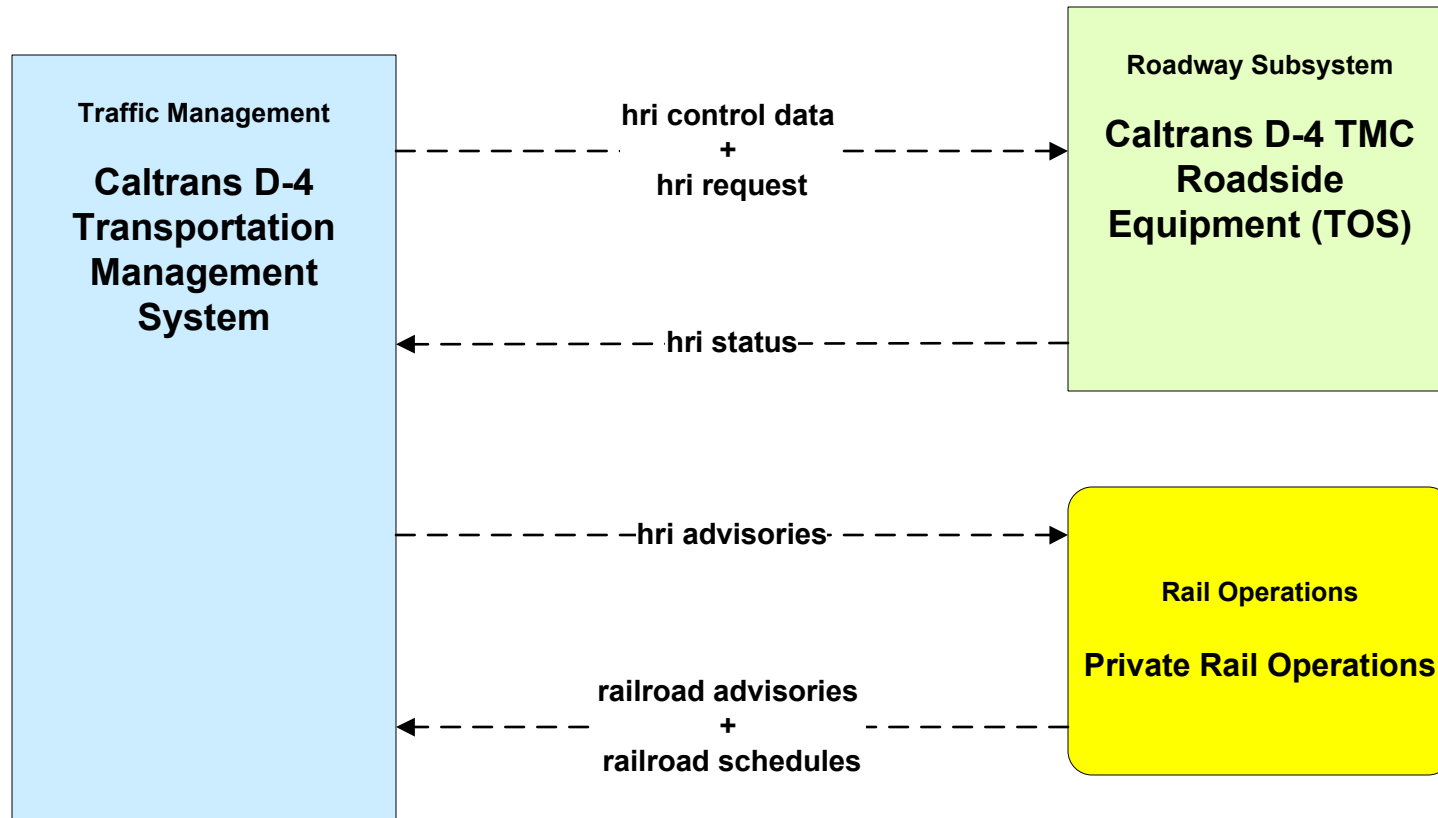 Traffic Management
Caltrans D-4
Transportation
Management
System
hri control data
+
hri request
hri status
hri advisories
railroad advisories
+
railroad schedules
Roadway Subsystem
Caltrans D-4 TMC
Roadside
Equipment (TOS)
Rail Operations
Private Rail Operations